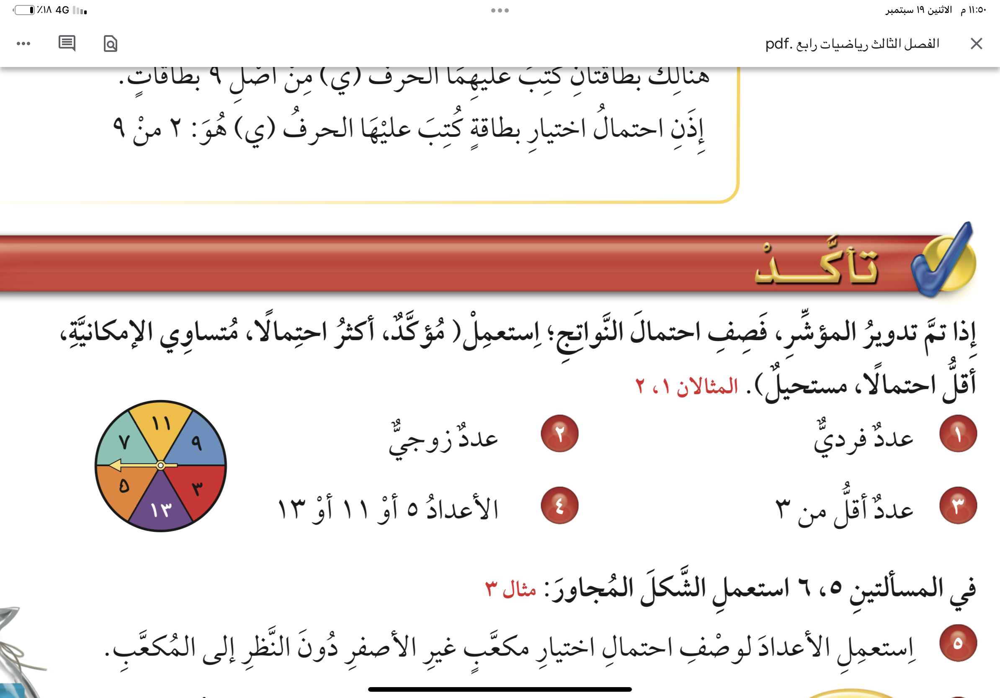 ١١:٥٠ م الاثنين ١٩ سبتمبر
4G ٪١٨
الفصل الثالث رياضيات رابع .pdf
هنالِكَ بطاقتانِ كُتِبَ عليهِمَا الحرفُ (ي) مِنْ أصْلِ ٩ بطاقاتٍ.
إِذَنِ احتمالُ اختيارِ بطاقةٍ كُتِبَ عليْهَا الحرفُ (ي) هُوَ: ٢ منْ ٩
تأكَّدْ
إِذا تمَّ تدويرُ المؤشِّرِ، فَصِفِ احتمالَ النَّواتجِ؛ اِستعمِلْ( مُؤكَّدٌ، أكثرُ احتِمالًا، مُتساوِي الإمكانيَّةِ،
أقلُّ احتمالًا، مستحيلٌ). المثالان ١، ٢
١ عددٌ فرديٌّ
٢ عددٌ زوجيٌّ
٣ عددٌ أقلُّ من ٣
٤ الأعدادُ ٥ أوْ ١١ أوْ ١٣
١١
٧
٩
٥
٣
١٣
في المسألتينِ ٥، ٦ استعملِ الشَّكلَ المُجاورَ: مثال ٣
٥ اِستعمِلِ الأعدادَ لوصْفِ احتمالِ اختيارِ مكعَّبٍ غيرِ الأصفرِ دُونَ النَّظرِ إلى المُكعَّبِ.